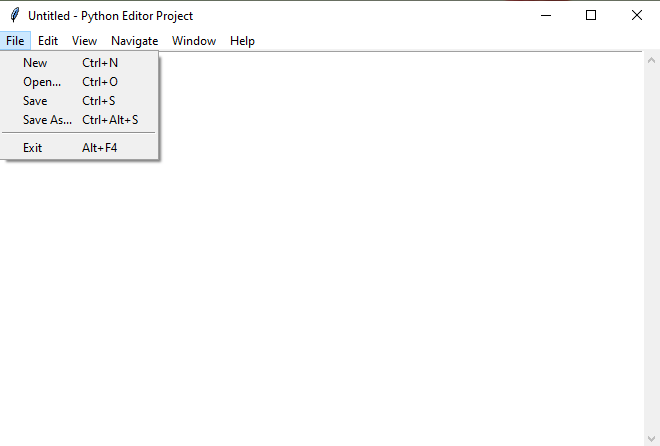 Untitled - Python Editor Project
File Edit View Navigate Window Help
New Ctrl+N
Open... Ctrl+O
Save Ctrl+S
Save As... Ctrl+Alt+S
Exit Alt+F4